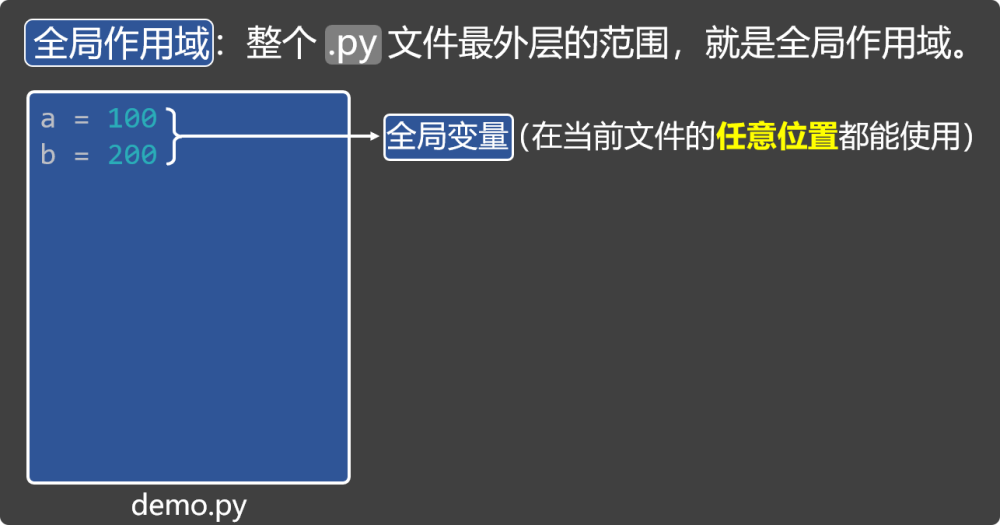 全局作用域：整个 .py 文件最外层的范围，就是全局作用域。
a = 100
b = 200
全局变量(在当前文件的任意位置都能使用)
demo.py